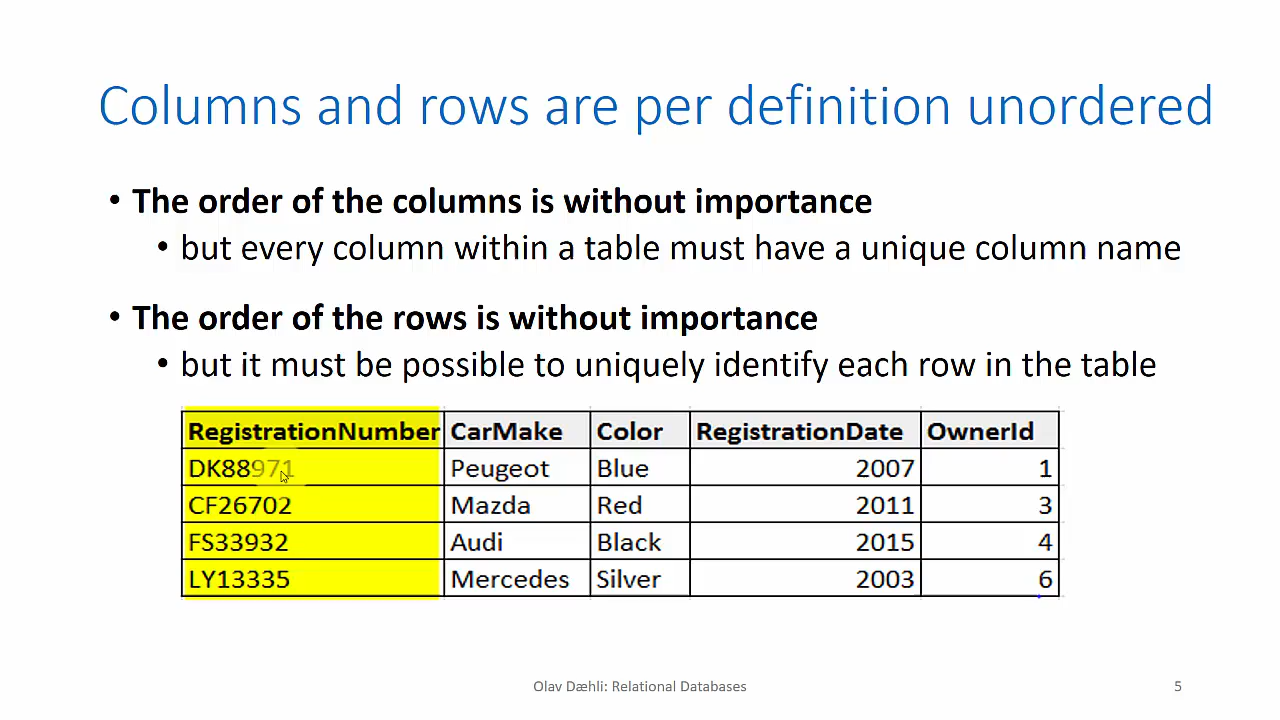 Columns and rows are per definition unordered
• The order of the columns is without importance
• but every column within a table must have a unique column name
• The order of the rows is without importance
• but it must be possible to uniquely identify each row in the table
RegistrationNumber CarMake Color RegistrationDate OwnerId
DK88971 Peugeot Blue 2007 1
CF26702 Mazda Red 2011 3
FS33932 Audi Black 2015 4
LY13335 Mercedes Silver 2003 6
Olav Dæhli: Relational Databases 5